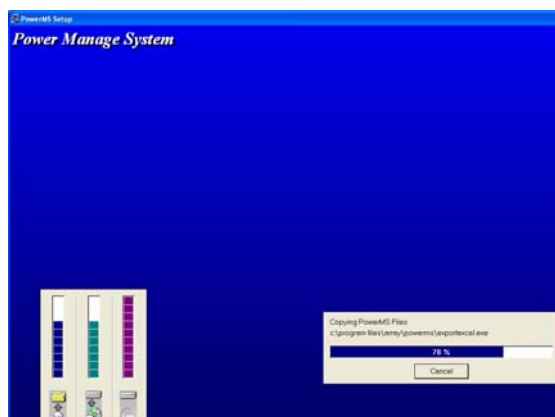 PowerMS Setup
Power Manage System
Copying PowerMS Files
c:\program files\array\powerms\exportexcel.exe
78 %
Cancel